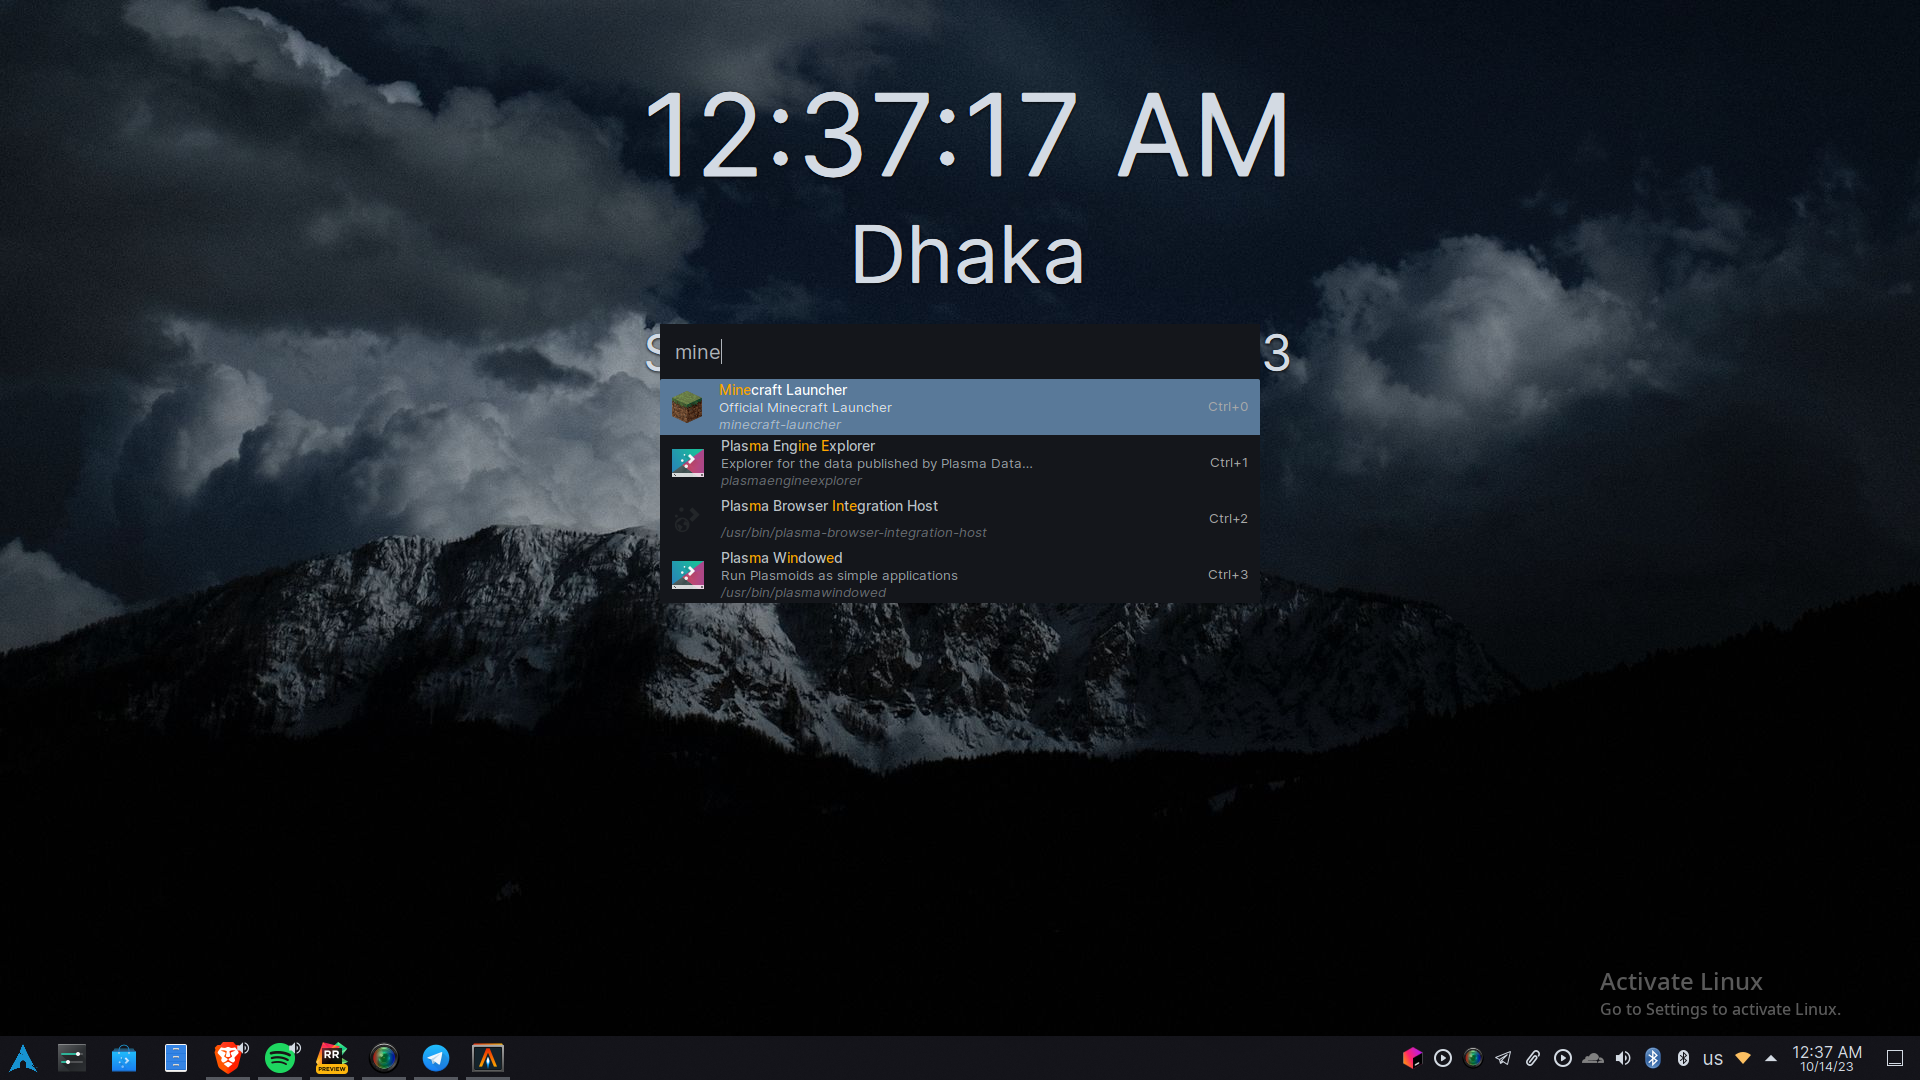 12:37:17 AM
Dhaka
S
3
mine
Minecraft Launcher
Official Minecraft Launcher
minecraft-launcher
Ctrl+0
Plasma Engine Explorer
Explorer for the data published by Plasma Data...
plasmaengineexplorer
Ctrl+1
Plasma Browser Integration Host
/usr/bin/plasma-browser-integration-host
Ctrl+2
Plasma Windowed
Run Plasmoids as simple applications
/usr/bin/plasmawindowed
Ctrl+3
Activate Linux
Go to Settings to activate Linux.
RR
PREVIEW
us
12:37 AM
10/14/23